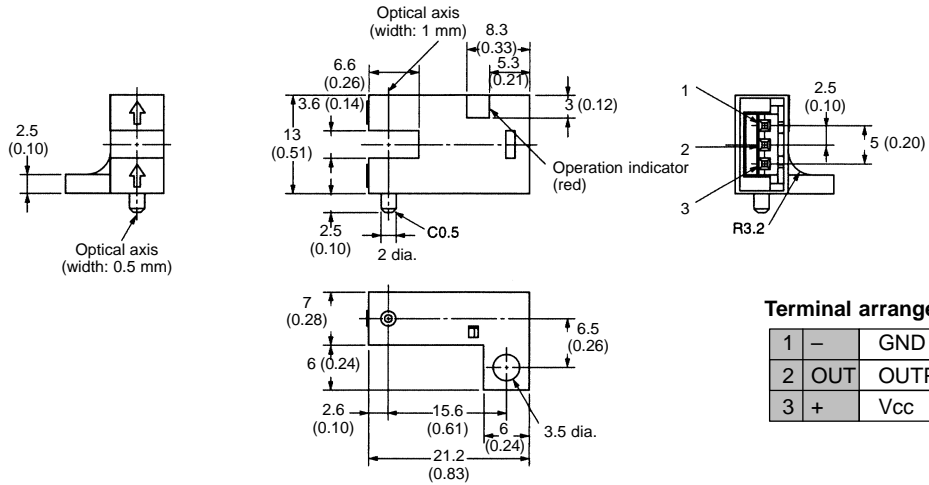 Optical axis
(width: 1 mm)
8.3
(0.33)
5.3
(0.21)
6.6
(0.26)
3.6 (0.14)
3 (0.12)
13
(0.51)
Operation indicator
(red)
2.5
(0.10)
C0.5
2 dia.
2.5
(0.10)
Optical axis
(width: 0.5 mm)
1
2
3
2.5
(0.10)
5 (0.20)
R3.2
7
(0.28)
6 (0.24)
6.5
(0.26)
2.6
(0.10)
15.6
(0.61)
6
(0.24)
3.5 dia.
21.2
(0.83)
Terminal arrange
1 – GND
2 OUT OUTP
3 + Vcc